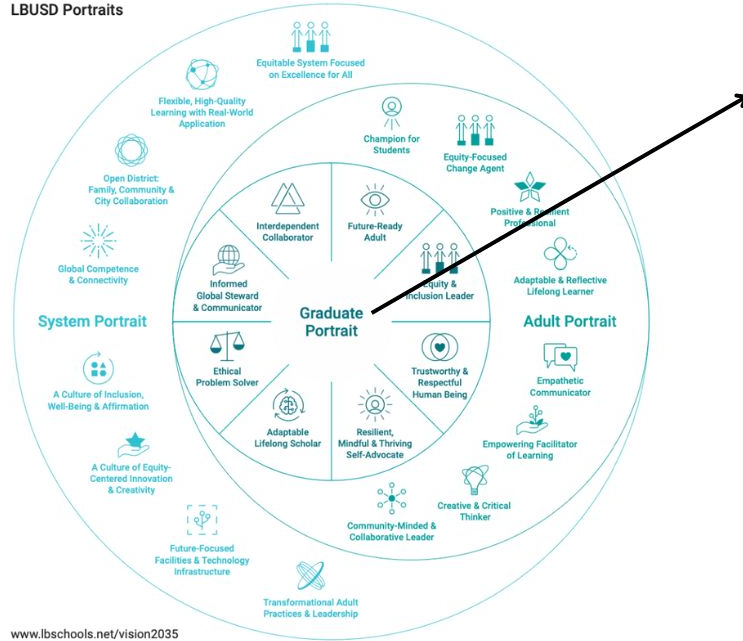 LBUSD Portraits
Equitable System Focused
on Excellence for All
Flexible, High-Quality
Learning with Real-World
Application
Open District:
Family, Community &
City Collaboration
Global Competence
& Connectivity
System Portrait
A Culture of Inclusion,
Well-Being & Affirmation
A Culture of Equity-
Centered Innovation
& Creativity
Future-Focused
Facilities & Technology
Infrastructure
Transformational Adult
Practices & Leadership
Champion for
Students
Equity-Focused
Change Agent
Positive & Resilient
Professional
Adaptable & Reflective
Lifelong Learner
Adult Portrait
Empathetic
Communicator
Empowering Facilitator
of Learning
Creative & Critical
Thinker
Community-Minded &
Collaborative Leader
Interdependent
Collaborator
Future-Ready
Adult
Equity &
Inclusion Leader
Informed
Global Steward
& Communicator
Graduate
Portrait
Ethical
Problem Solver
Trustworthy &
Respectful
Human Being
Adaptable
Lifelong Scholar
Resilient,
Mindful & Thriving
Self-Advocate
www.lbschools.net/vision2035